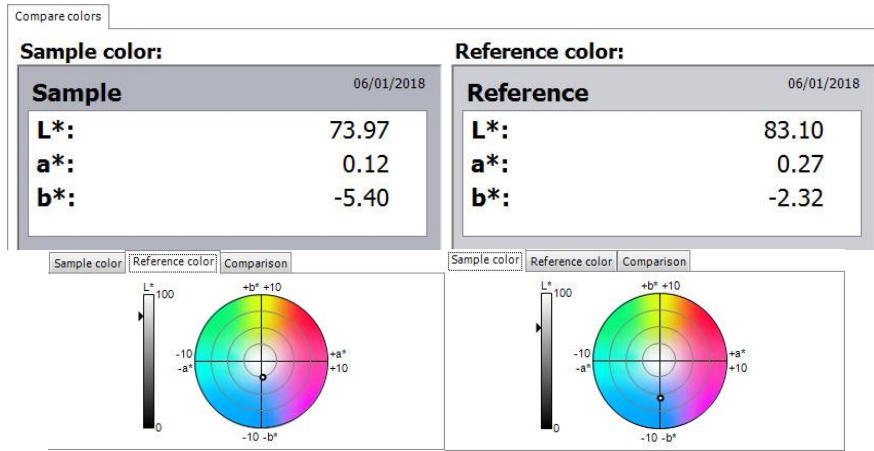 Compare colors
Sample color:
Sample 06/01/2018
L*: 73.97
a*: 0.12
b*: -5.40
Reference color:
Reference 06/01/2018
L*: 83.10
a*: 0.27
b*: -2.32
Sample color Reference color Comparison
L*
100
0
+b* +10
-10
-a*
+a*
+10
-10 -b*
Sample color Reference color Comparison
L*
100
0
+b* +10
-10
-a*
+a*
+10
-10 -b*